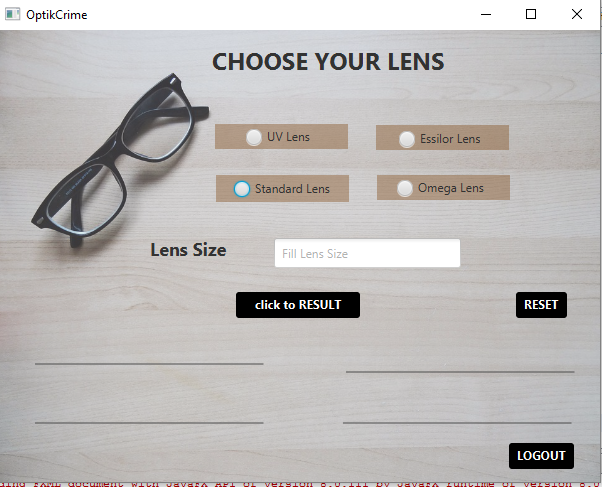 OptikCrime
CHOOSE YOUR LENS
UV Lens
Essilor Lens
Standard Lens
Omega Lens
Lens Size
Fill Lens Size
click to RESULT
RESET
LOGOUT
FXML document with JavaFX API of version 8.0.111 by JavaFX runtime of version 8.0